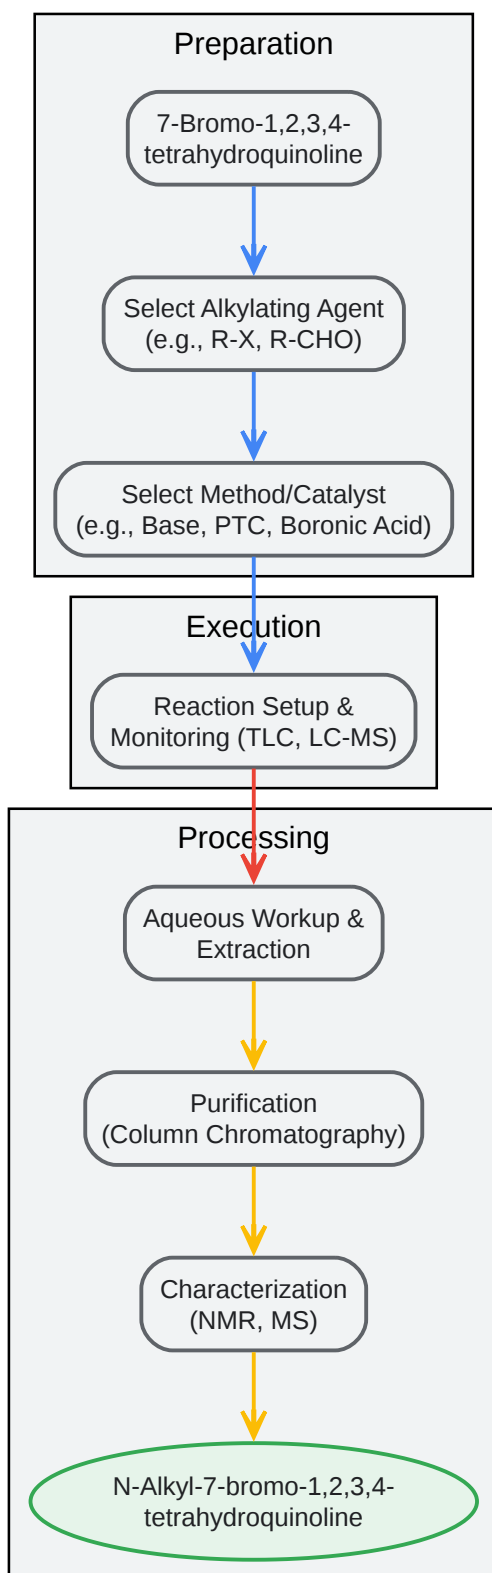 Preparation
7-Bromo-1,2,3,4-
tetrahydroquinoline
Select Alkylating Agent
(e.g., R-X, R-CHO)
Select Method/Catalyst
(e.g., Base, PTC, Boronic Acid)
Execution
Reaction Setup &
Monitoring (TLC, LC-MS)
Processing
Aqueous Workup &
Extraction
Purification
(Column Chromatography)
Characterization
(NMR, MS)
N-Alkyl-7-bromo-1,2,3,4-
tetrahydroquinoline